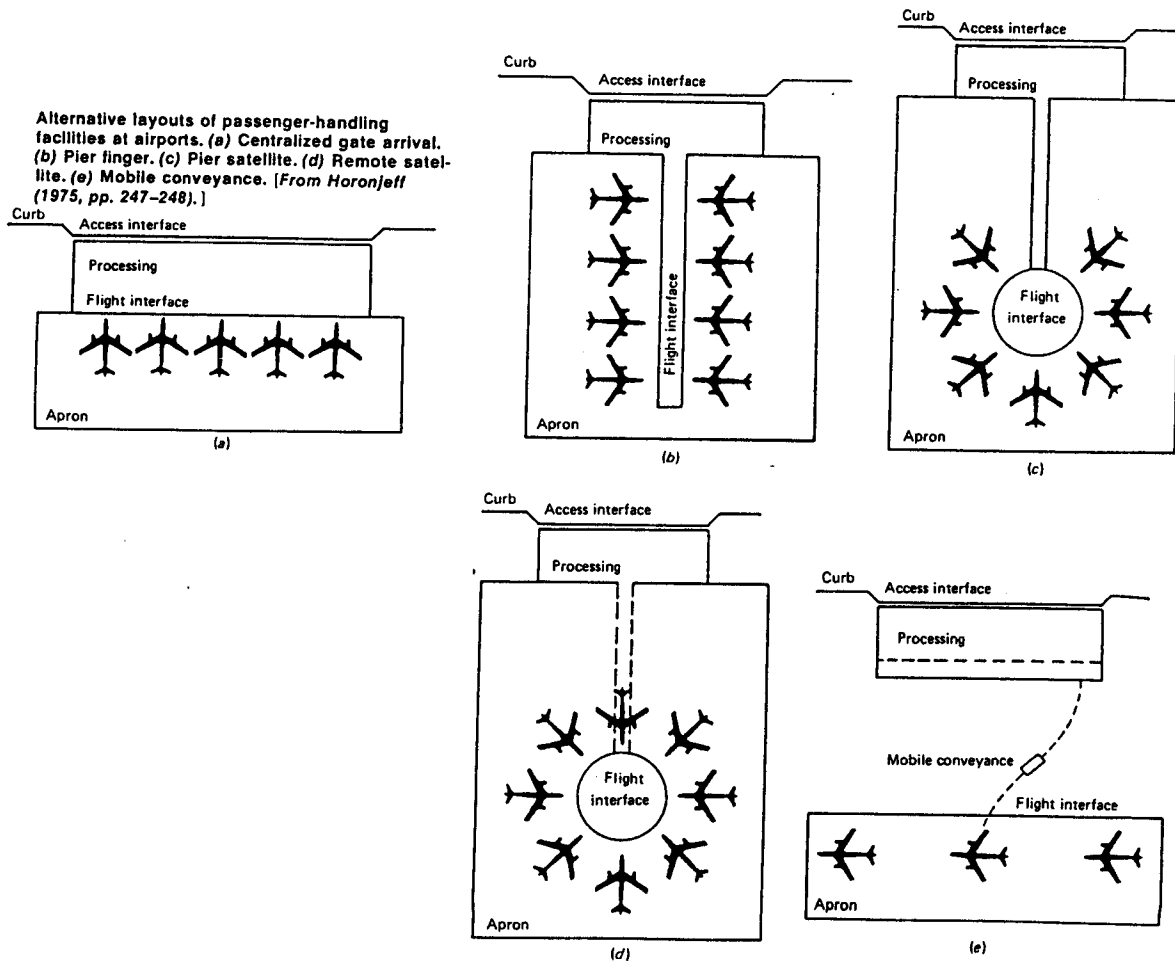 Alternative layouts of passenger-handling
facilities at airports. (a) Centralized gate arrival.
(b) Pier finger. (c) Pier satellite. (d) Remote satel-
lite. (e) Mobile conveyance. [From Horonjeff
(1975, pp. 247–248).]
Curb
Access interface
Processing
Flight interface
Apron
(a)
Curb
Access interface
Processing
Flight interface
Apron
(b)
Curb
Access interface
Processing
Flight
interface
Apron
(c)
Curb
Access interface
Processing
Flight
interface
Apron
(d)
Curb
Access interface
Processing
Mobile conveyance
Flight interface
Apron
(e)